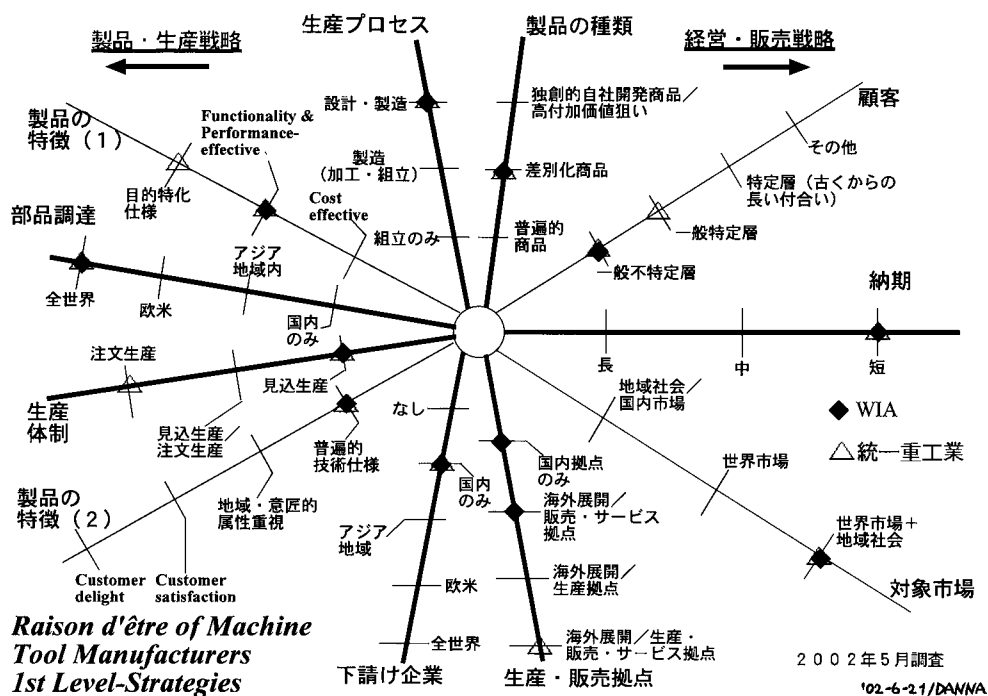 製品・生産戦略
生産プロセス
製品の種類
経営・販売戦略
製品の
特徴（1）
Functionality &
Performance-
effective
目的特化
仕様
Cost
effective
設計・製造
製造
（加工・組立）
組立のみ
独創的自社開発商品／
高付加価値狙い
差別化商品
普遍的
商品
顧客
その他
特定層（古くからの
長い付合い）
一般特定層
一般不特定層
部品調達
全世界
欧米
アジア
地域内
国内
のみ
納期
長
中
短
注文生産
見込生産
見込生産／
注文生産
生産
体制
普遍的
技術仕様
地域・意匠的
属性重視
製品の
特徴（2）
Customer
delight
Customer
satisfaction
なし
国内
のみ
アジア
地域
欧米
全世界
下請け企業
国内拠点
のみ
海外展開／
販売・サービス
拠点
海外展開／
生産拠点
海外展開／生産・
販売・サービス拠点
生産・販売拠点
地域社会／
国内市場
世界市場
世界市場＋
地域社会
対象市場
◆ WIA
△統一重工業
Raison d'être of Machine
Tool Manufacturers
1st Level-Strategies
２００２年５月調査
'02-6-21/DANNA